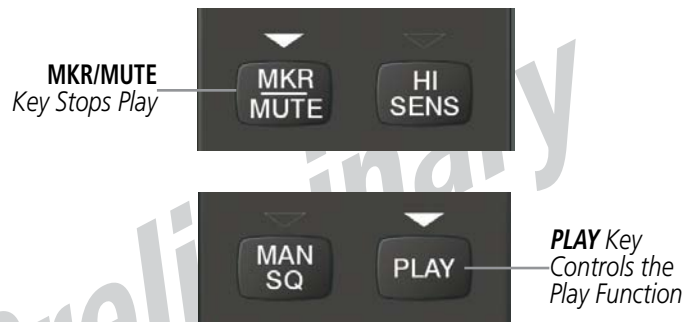 MKR/MUTE
Key Stops Play
MKR
MUTE
HI
SENS
MAN
SQ
PLAY
PLAY Key
Controls the
Play Function
Preliminary